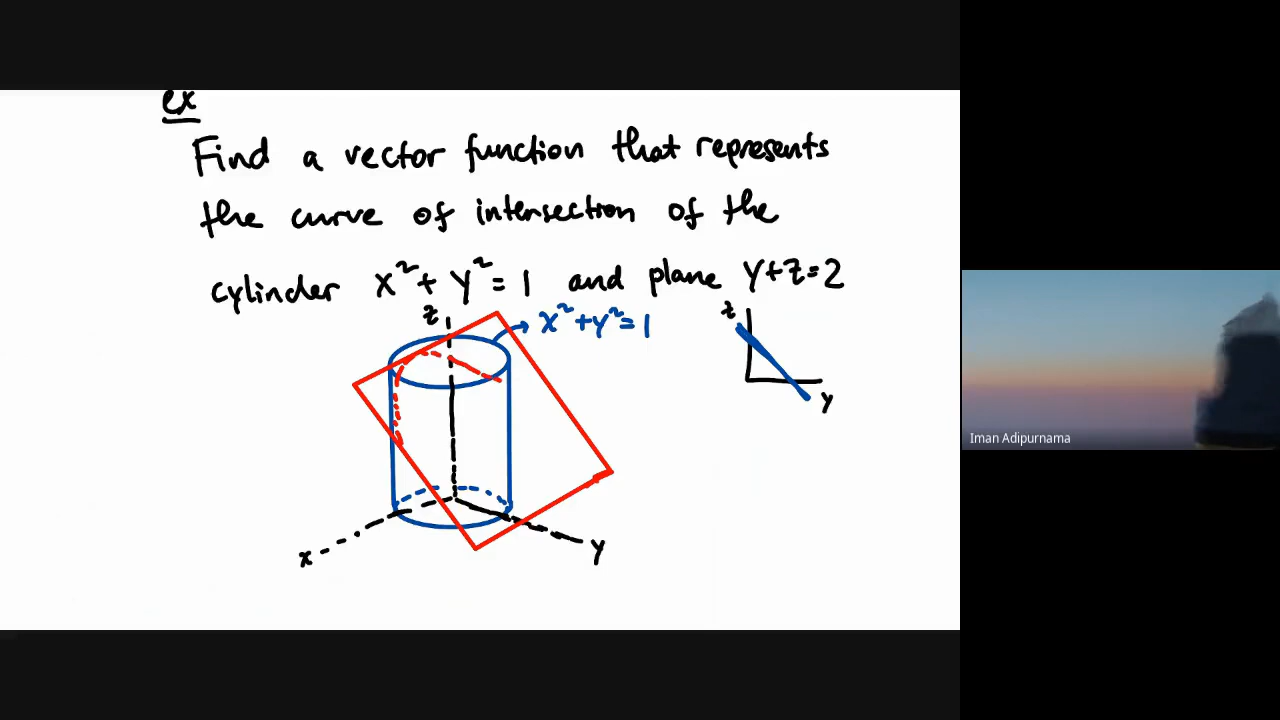 ex
Find a vector function that represents
the curve of intersection of the
cylinder x² + y² = 1 and plane y+z=2
z
x²+y²=1
z
y
x
y
Iman Adipurnama